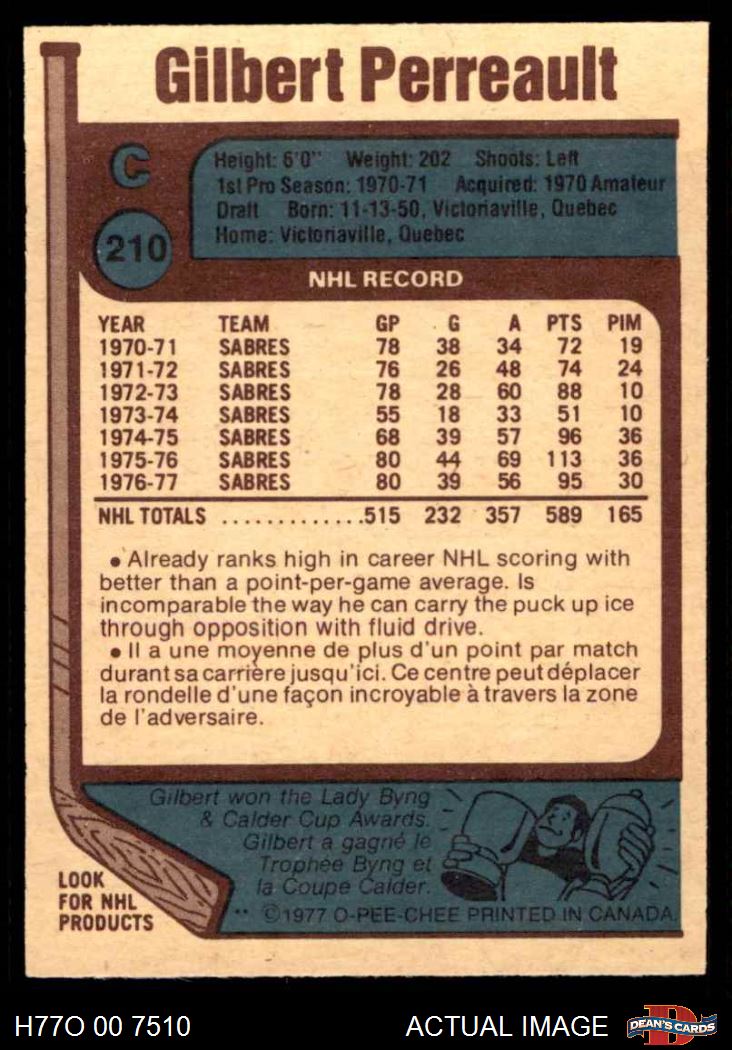 Gilbert Perreault
C
210
Height: 6'0" Weight: 202 Shoots: Left
1st Pro Season: 1970-71 Acquired: 1970 Amateur
Draft Born: 11-13-50, Victoriaville, Quebec
Home: Victoriaville, Quebec
NHL RECORD
YEAR TEAM GP G A PTS PIM
1970-71 SABRES 78 38 34 72 19
1971-72 SABRES 76 26 48 74 24
1972-73 SABRES 78 28 60 88 10
1973-74 SABRES 55 18 33 51 10
1974-75 SABRES 68 39 57 96 36
1975-76 SABRES 80 44 69 113 36
1976-77 SABRES 80 39 56 95 30
NHL TOTALS .............515 232 357 589 165
• Already ranks high in career NHL scoring with
better than a point-per-game average. Is
incomparable the way he can carry the puck up ice
through opposition with fluid drive.
• Il a une moyenne de plus d'un point par match
durant sa carrière jusqu'ici. Ce centre peut déplacer
la rondelle d'une façon incroyable à travers la zone
de l'adversaire.
Gilbert won the Lady Byng
& Calder Cup Awards.
Gilbert a gagné le
Trophée Byng et
la Coupe Calder.
LOOK
FOR NHL
PRODUCTS
** ©1977 O-PEE-CHEE PRINTED IN CANADA.
H77O 00 7510
ACTUAL IMAGE
D
DEAN'S CARDS